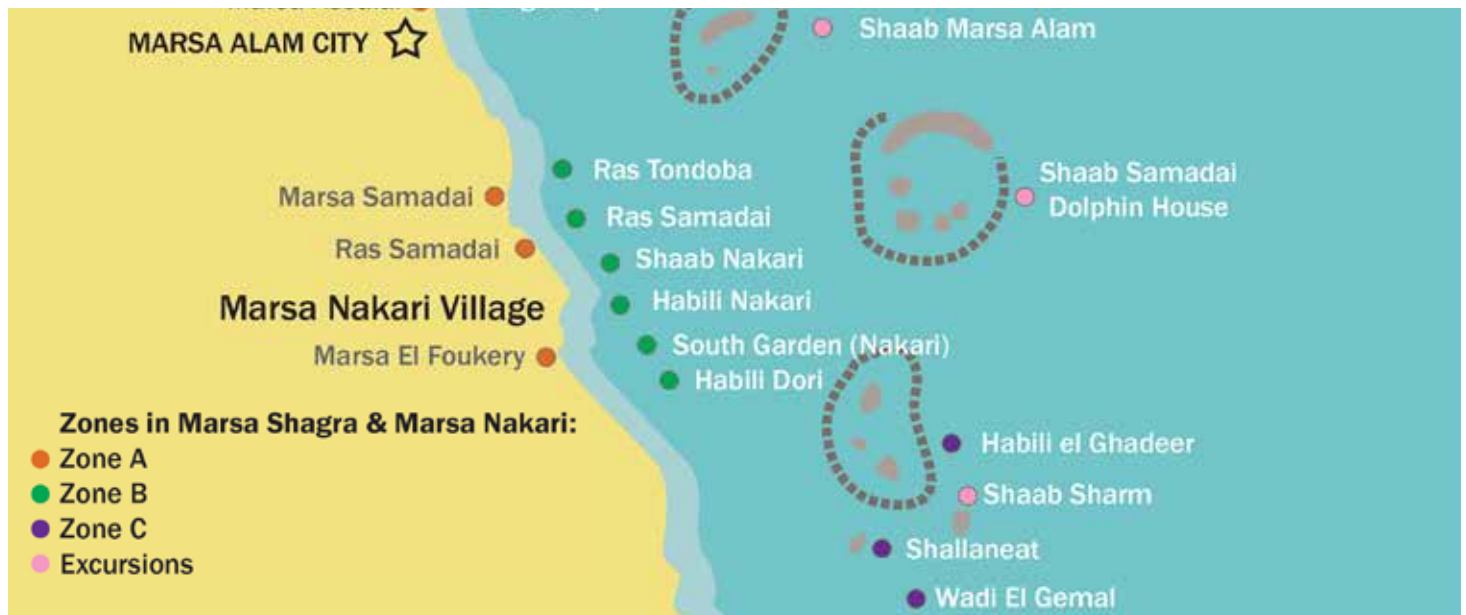 MARSA ALAM CITY
Shaab Marsa Alam
Ras Tondoba
Marsa Samadai
Shaab Samadai
Dolphin House
Ras Samadai
Ras Samadai
Shaab Nakari
Habili Nakari
Marsa Nakari Village
South Garden (Nakari)
Marsa El Foukery
Habili Dori
Zones in Marsa Shagra & Marsa Nakari:
Zone A
Zone B
Zone C
Excursions
Habili el Ghadeer
Shaab Sharm
Shallaneat
Wadi El Gemal